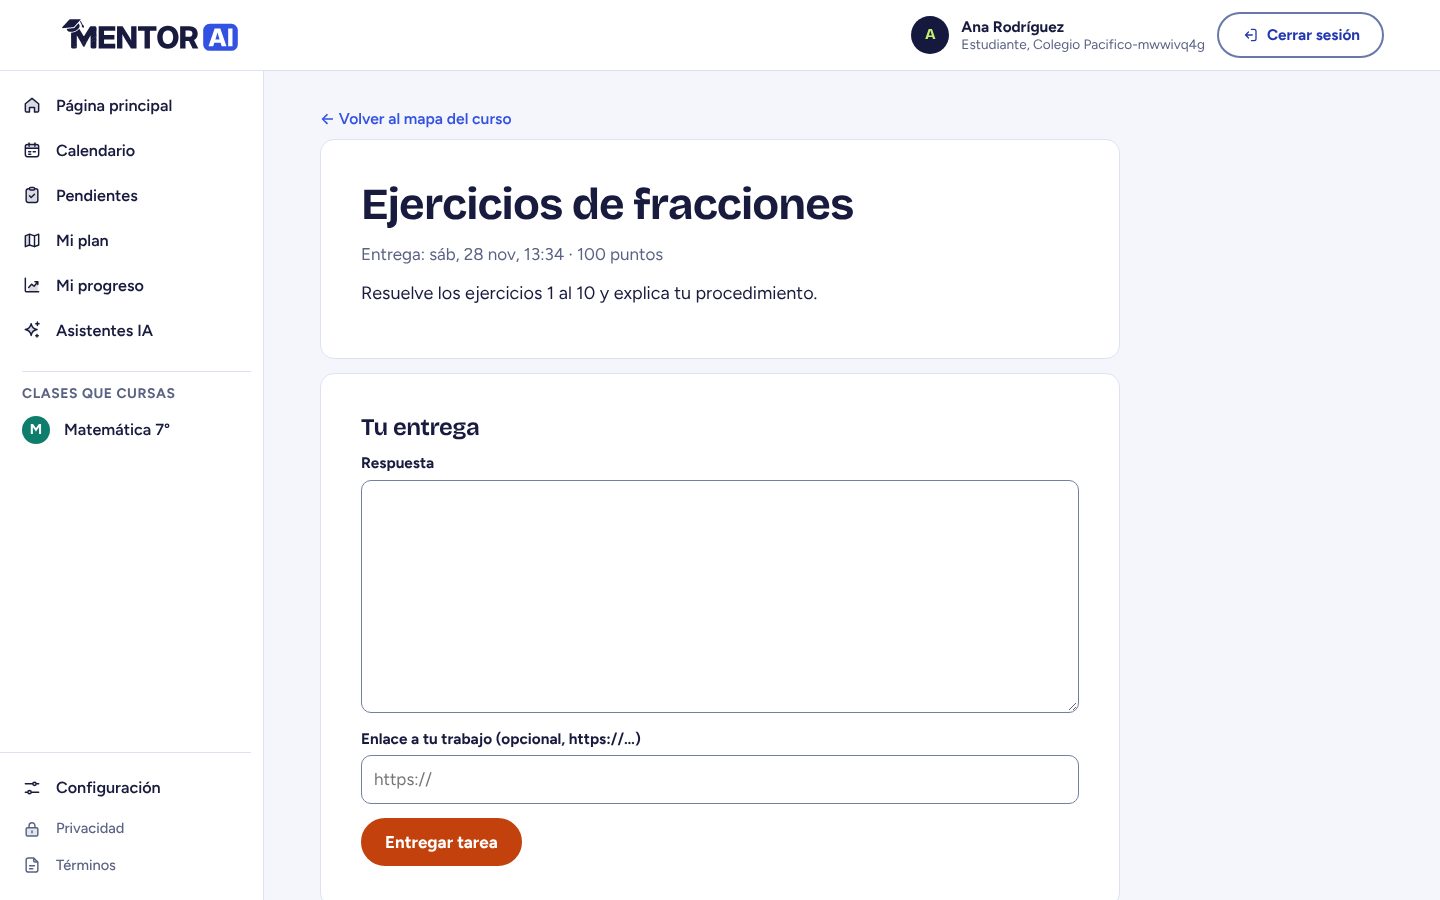 MENTOR AI
A
Ana Rodríguez
Estudiante, Colegio Pacifico-mwwivq4g
Cerrar sesión
Página principal
Calendario
Pendientes
Mi plan
Mi progreso
Asistentes IA
CLASES QUE CURSAS
M
Matemática 7°
Configuración
Privacidad
Términos
← Volver al mapa del curso
Ejercicios de fracciones
Entrega: sáb, 28 nov, 13:34 · 100 puntos
Resuelve los ejercicios 1 al 10 y explica tu procedimiento.
Tu entrega
Respuesta
Enlace a tu trabajo (opcional, https://...)
https://
Entregar tarea